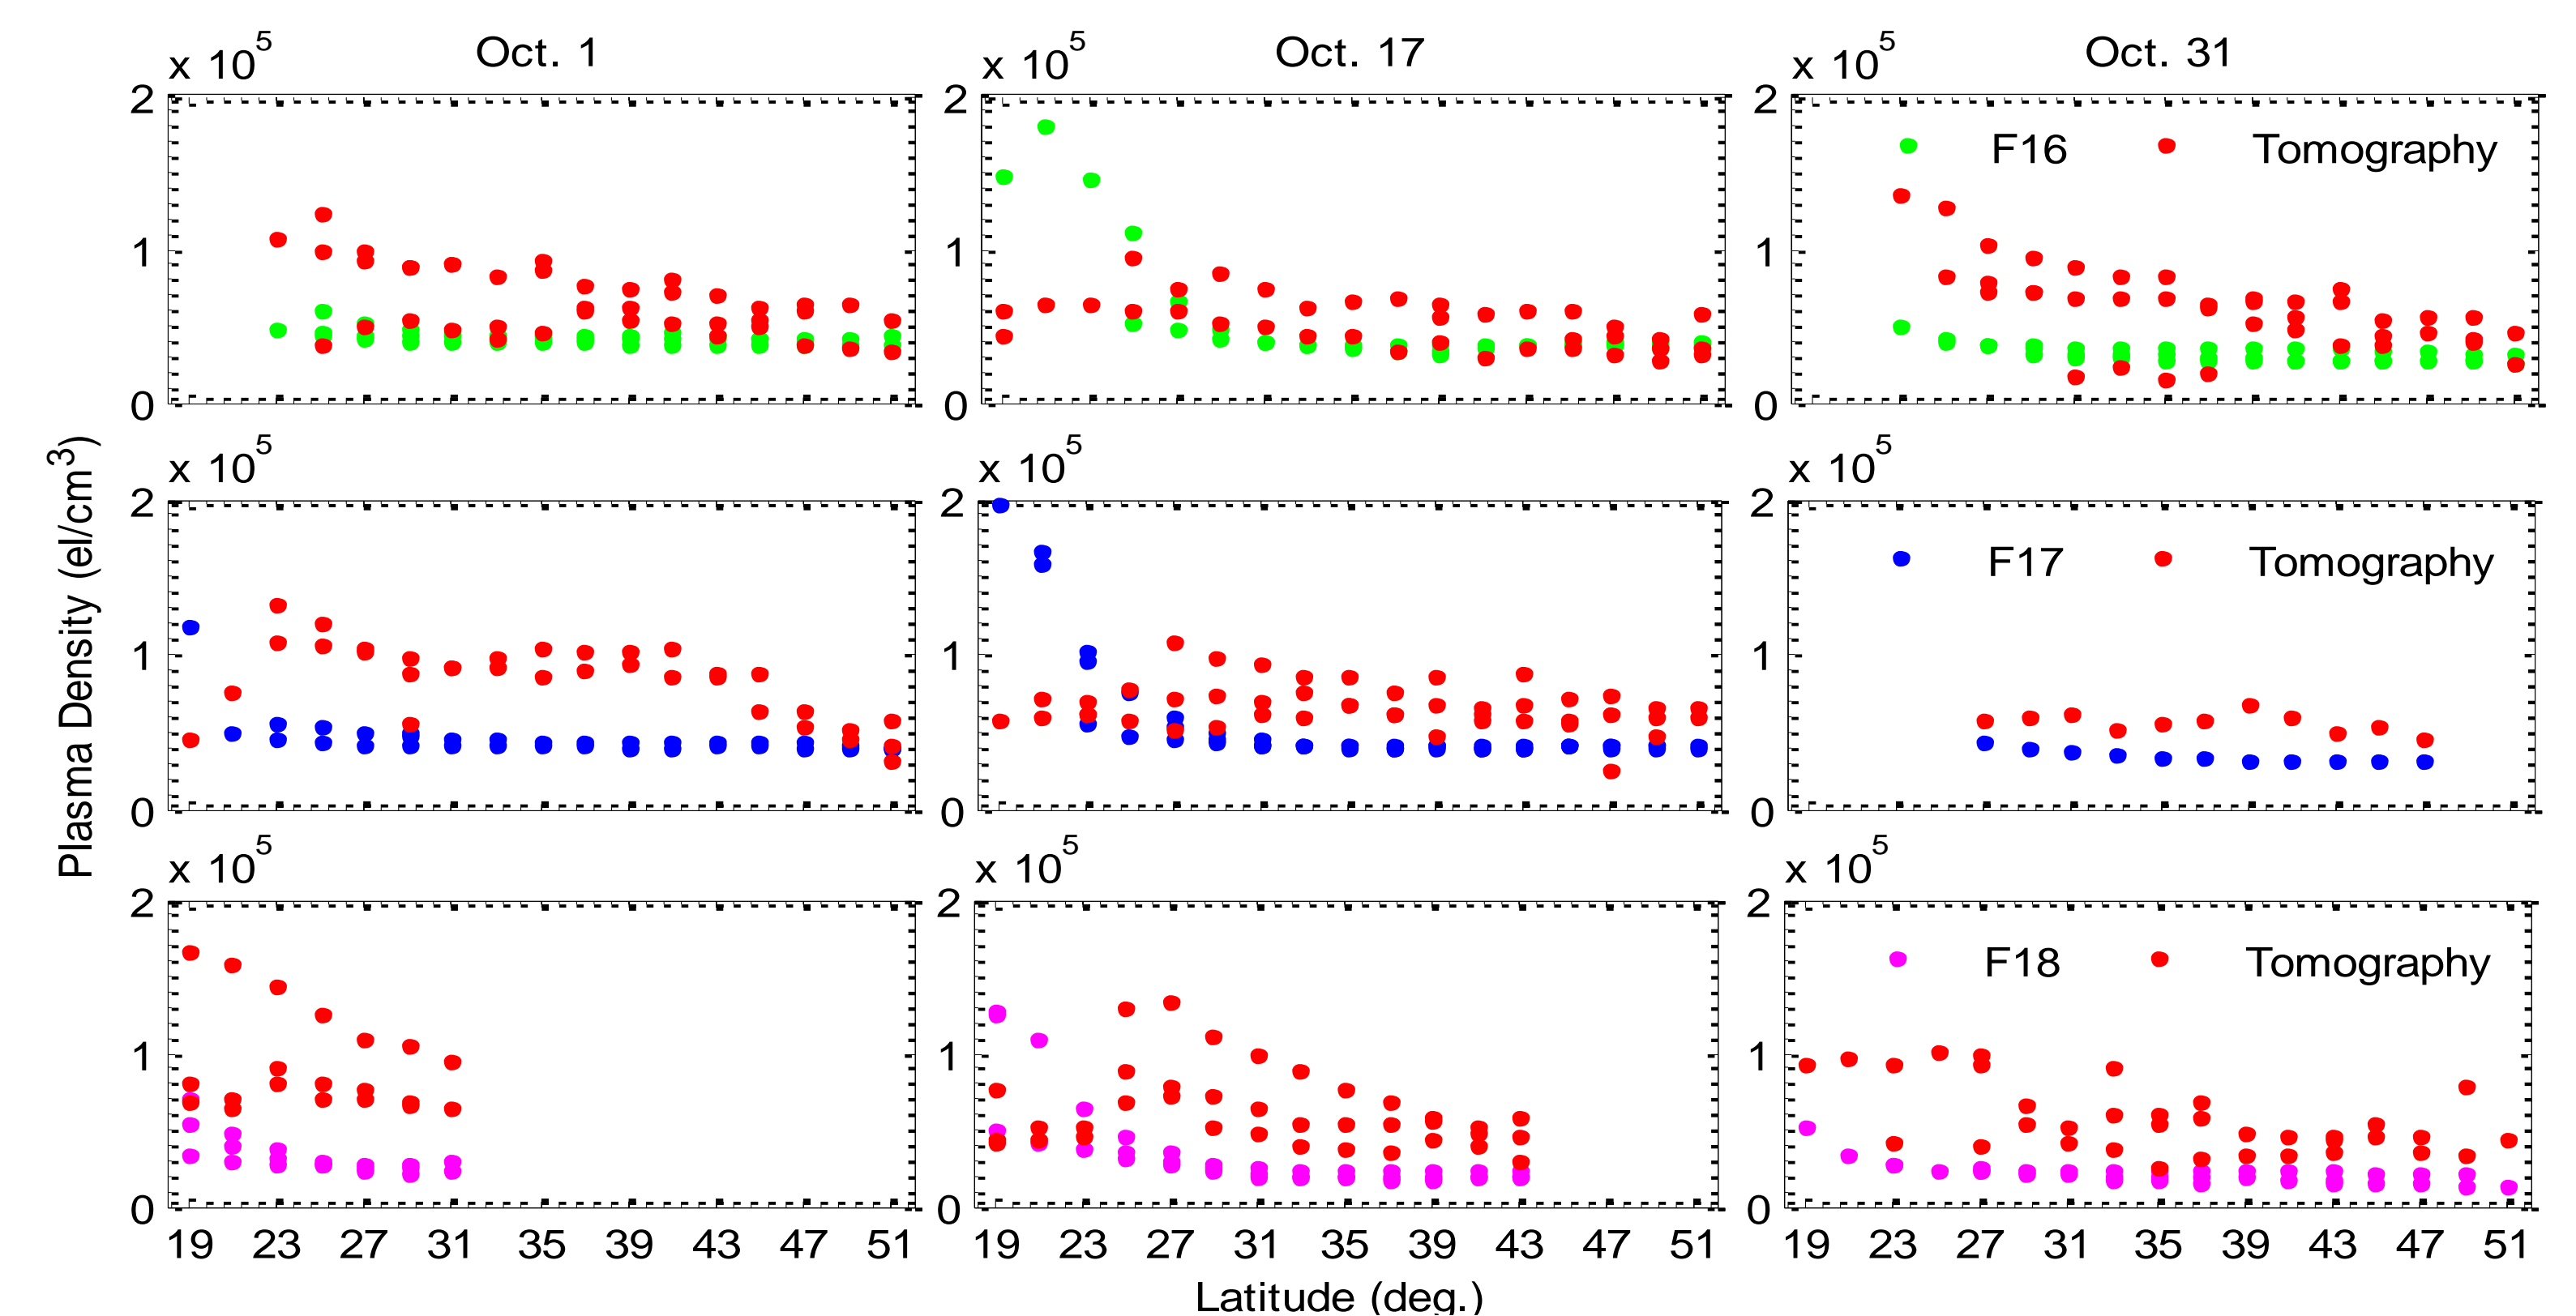 Oct. 1 Oct. 17 Oct. 31
x 10^5 x 10^5 x 10^5
2 2 2
F16 Tomography
1 1 1
0 0 0
Plasma Density (el/cm^3)
x 10^5 x 10^5 x 10^5
2 2 2
F17 Tomography
1 1 1
0 0 0
x 10^5 x 10^5 x 10^5
2 2 2
F18 Tomography
1 1 1
0 0 0
19 23 27 31 35 39 43 47 51 19 23 27 31 35 39 43 47 51 19 23 27 31 35 39 43 47 51
Latitude (deg.)